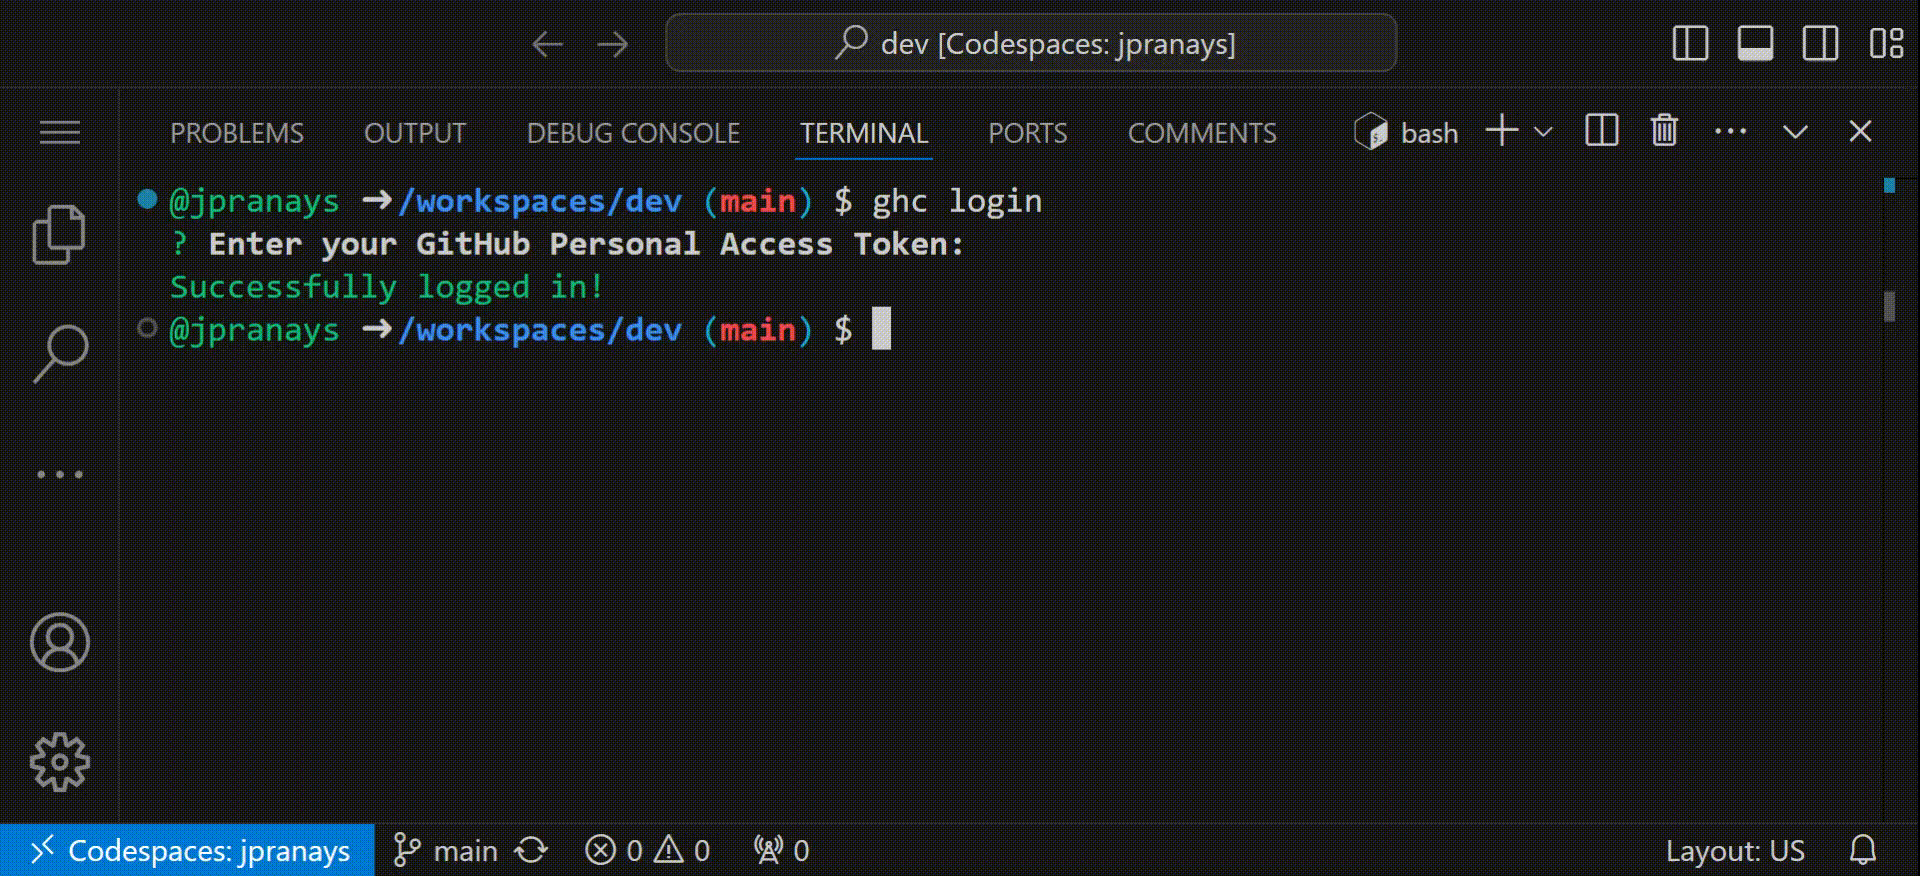 dev [Codespaces: jpranays]
PROBLEMS OUTPUT DEBUG CONSOLE TERMINAL PORTS COMMENTS bash
@jpranays ➜ /workspaces/dev (main) $ ghc login
? Enter your GitHub Personal Access Token:
Successfully logged in!
@jpranays ➜ /workspaces/dev (main) $
Codespaces: jpranays main 0 0 0 Layout: US